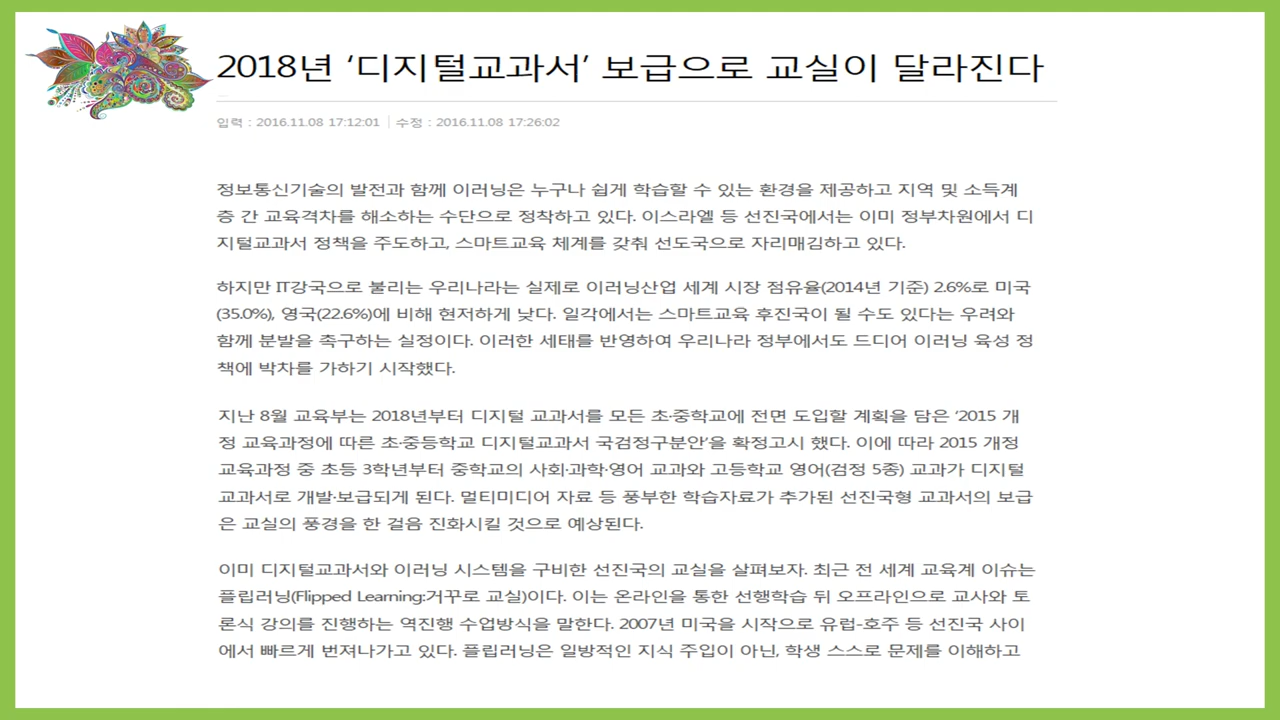 2018년 ‘디지털교과서’ 보급으로 교실이 달라진다
입력 : 2016.11.08 17:12:01 | 수정 : 2016.11.08 17:26:02
정보통신기술의 발전과 함께 이러닝은 누구나 쉽게 학습할 수 있는 환경을 제공하고 지역 및 소득계
층 간 교육격차를 해소하는 수단으로 정착하고 있다. 이스라엘 등 선진국에서는 이미 정부차원에서 디
지털교과서 정책을 주도하고, 스마트교육 체계를 갖춰 선도국으로 자리매김하고 있다.
하지만 IT강국으로 불리는 우리나라는 실제로 이러닝산업 세계 시장 점유율(2014년 기준) 2.6%로 미국
(35.0%), 영국(22.6%)에 비해 현저하게 낮다. 일각에서는 스마트교육 후진국이 될 수도 있다는 우려와
함께 분발을 촉구하는 실정이다. 이러한 세태를 반영하여 우리나라 정부에서도 드디어 이러닝 육성 정
책에 박차를 가하기 시작했다.
지난 8월 교육부는 2018년부터 디지털 교과서를 모든 초·중학교에 전면 도입할 계획을 담은 ‘2015 개
정 교육과정에 따른 초·중등학교 디지털교과서 국검정구분안’을 확정고시 했다. 이에 따라 2015 개정
교육과정 중 초등 3학년부터 중학교의 사회·과학·영어 교과와 고등학교 영어(검정 5종) 교과가 디지털
교과서로 개발·보급되게 된다. 멀티미디어 자료 등 풍부한 학습자료가 추가된 선진국형 교과서의 보급
은 교실의 풍경을 한 걸음 진화시킬 것으로 예상된다.
이미 디지털교과서와 이러닝 시스템을 구비한 선진국의 교실을 살펴보자. 최근 전 세계 교육계 이슈는
플립러닝(Flipped Learning:거꾸로 교실)이다. 이는 온라인을 통한 선행학습 뒤 오프라인으로 교사와 토
론식 강의를 진행하는 역진행 수업방식을 말한다. 2007년 미국을 시작으로 유럽-호주 등 선진국 사이
에서 빠르게 번져나가고 있다. 플립러닝은 일방적인 지식 주입이 아닌, 학생 스스로 문제를 이해하고